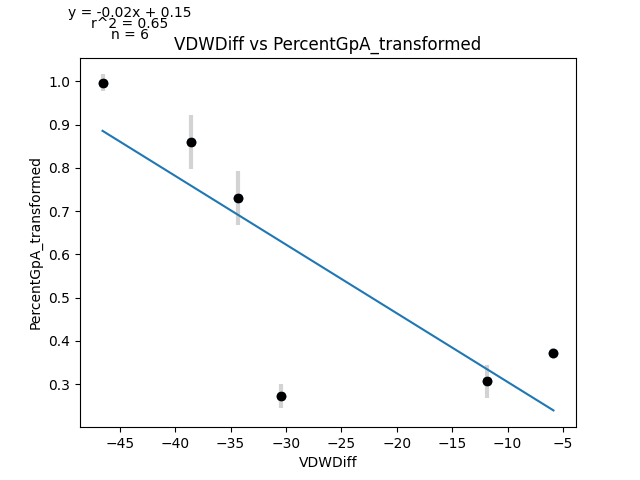 y = -0.02x + 0.15
r^2 = 0.65
n = 6
VDWDiff vs PercentGpA_transformed
1.0
0.9
0.8
0.7
0.6
0.5
0.4
0.3
PercentGpA_transformed
−45 −40 −35 −30 −25 −20 −15 −10 −5
VDWDiff